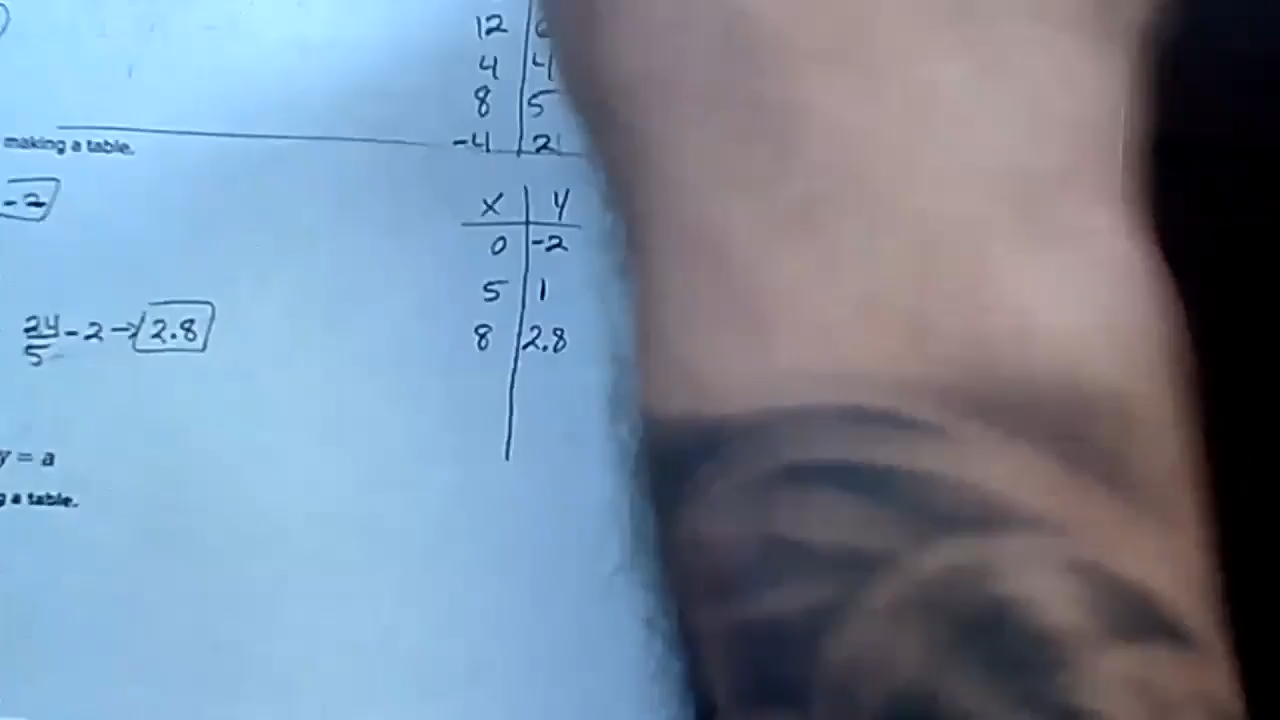 12
4 | 4
8 | 5
-4 | 2
making a table.
-2
x | y
0 | -2
5 | 1
24/5 - 2 → 2.8
8 | 2.8
y = a
a table.